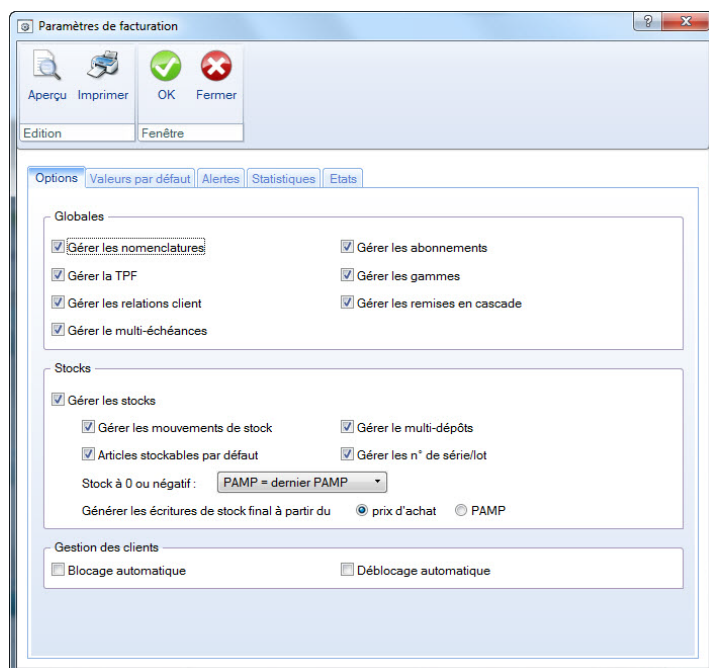 Paramètres de facturation
Aperçu Imprimer OK Fermer
Edition Fenêtre
Options Valeurs par défaut Alertes Statistiques Etats
Globales
Gérer les nomenclatures Gérer les abonnements
Gérer la TPF Gérer les gammes
Gérer les relations client Gérer les remises en cascade
Gérer le multi-échéances
Stocks
Gérer les stocks
Gérer les mouvements de stock Gérer le multi-dépôts
Articles stockables par défaut Gérer les n° de série/lot
Stock à 0 ou négatif : PAMP = dernier PAMP
Générer les écritures de stock final à partir du prix d'achat PAMP
Gestion des clients
Blocage automatique Déblocage automatique